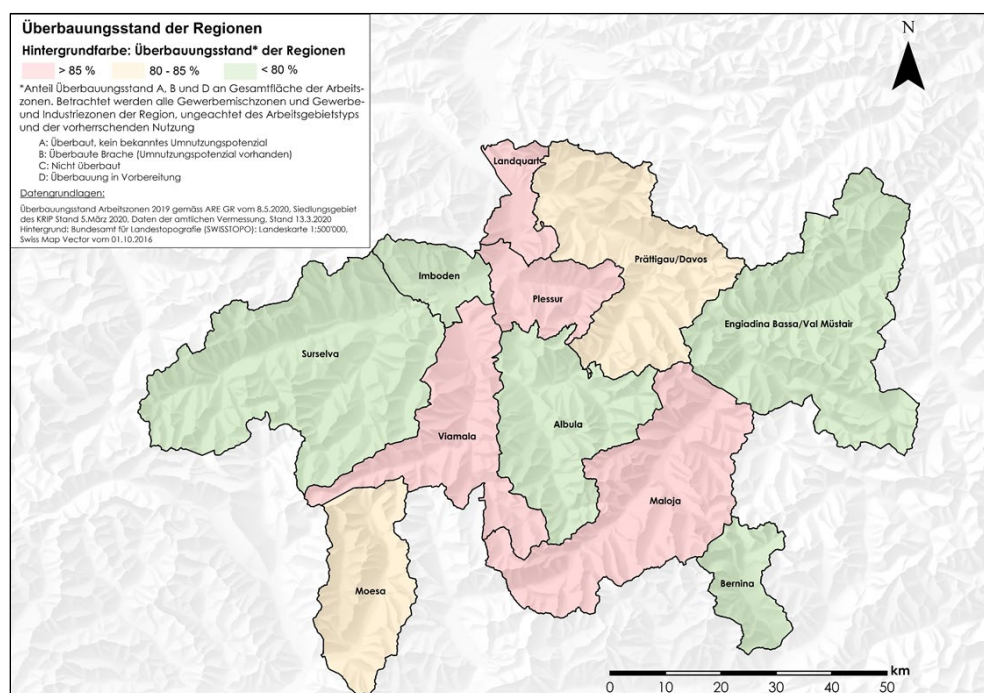 Überbauungsstand der Regionen
Hintergrundfarbe: Überbauungsstand* der Regionen
> 85 % 80 - 85 % < 80 %
*Anteil Überbauungsstand A, B und D an Gesamtfläche der Arbeits-
zonen. Betrachtet werden alle Gewerbemischzonen und Gewerbe-
und Industriezonen der Region, ungeachtet des Arbeitsgebietstyps
und der vorherrschenden Nutzung
A: Überbaut, kein bekanntes Umnutzungspotenzial
B: Überbaute Brache (Umnutzungspotenzial vorhanden)
C: Nicht überbaut
D: Überbauung in Vorbereitung
Datengrundlagen:
Überbauungsstand Arbeitszonen 2019 gemäss ARE GR vom 8.5.2020, Siedlungsgebiet
des KRIP Stand 5.März 2020, Daten der amtlichen Vermessung, Stand 13.3.2020
Hintergrund: Bundesamt für Landestopografie (SWISSTOPO): Landeskarte 1:500'000,
Swiss Map Vector vom 01.10.2016
N
Landquart
Prättigau/Davos
Imboden
Plessur
Engiadina Bassa/Val Müstair
Surselva
Albula
Viamala
Maloja
Bernina
Moesa
km
0 10 20 30 40 50